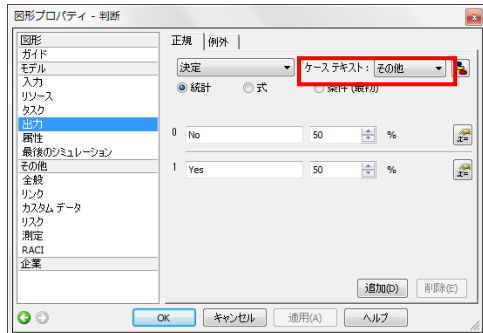 図形プロパティ - 判断
図形
ガイド
モデル
入力
リソース
タスク
出力
属性
最後のシミュレーション
その他
全般
リンク
カスタム データ
リスク
測定
RACI
企業
正規 例外
決定 ケース テキスト： その他
統計 式 条件 (最初)
0 No 50 %
1 Yes 50 %
追加(D) 削除(E)
OK キャンセル 適用(A) ヘルプ